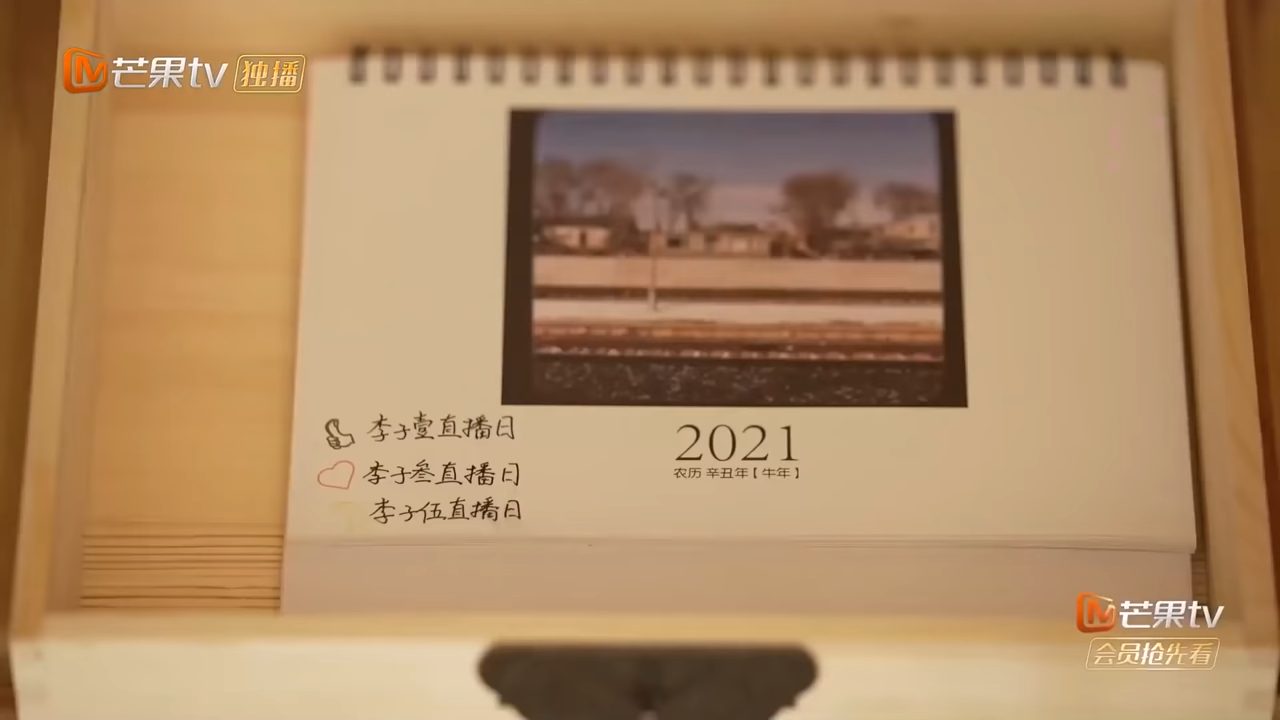 芒果tv 独播
李子壹直播日
李子叁直播日
李子伍直播日
2021
农历 辛丑年【牛年】
芒果tv
会员抢先看